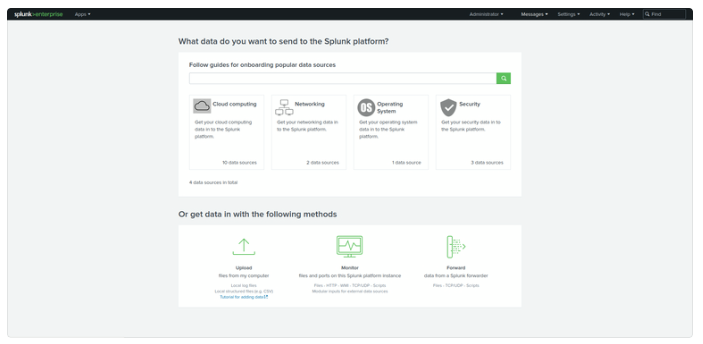 splunk>enterprise Apps Administrator Messages Settings Activity Help Find
What data do you want to send to the Splunk platform?
Follow guides for onboarding popular data sources
Cloud computing
Get your cloud computing
data in to the Splunk
platform.
10 data sources
Networking
Get your networking data in
to the Splunk platform.
2 data sources
OS
Operating
System
Get your operating system
data in to the Splunk
platform.
1 data source
Security
Get your security data in to
the Splunk platform.
3 data sources
4 data sources in total
Or get data in with the following methods
Upload
files from my computer
Local log files
Local structured files (e.g. CSV)
Tutorial for adding data
Monitor
files and ports on this Splunk platform instance
Files - HTTP - WMI - TCP/UDP - Scripts
Modular inputs for external data sources
Forward
data from a Splunk forwarder
Files - TCP/UDP - Scripts